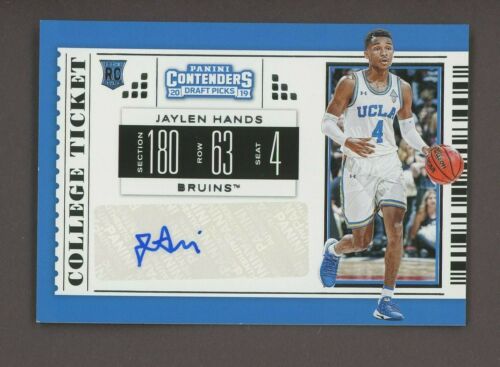 COLLEGE TICKET
RC
PANINI
CONTENDERS
20 DRAFT PICKS 19
JAYLEN HANDS
SECTION 180 ROW 63 SEAT 4
BRUINS™
UCLA
4